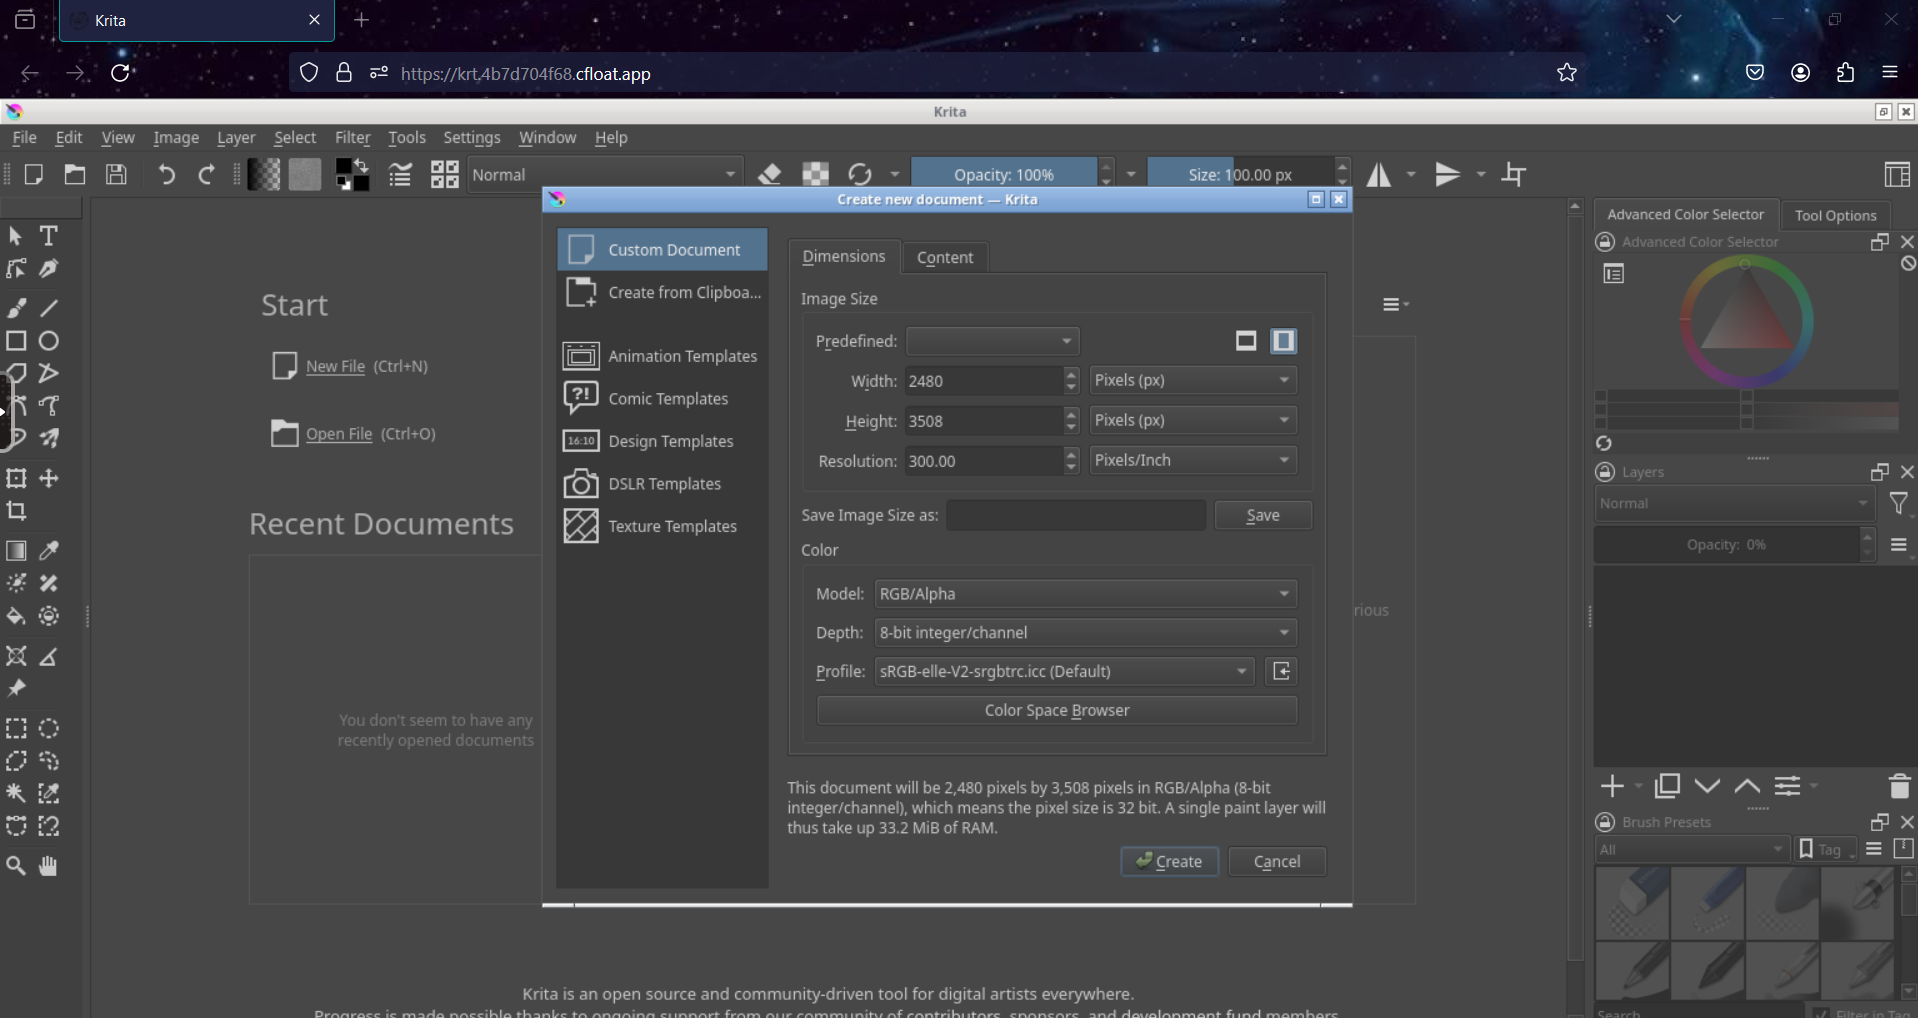 Krita
https://krt.4b7d704f68.cfloat.app
Krita
File Edit View Image Layer Select Filter Tools Settings Window Help
Normal
Opacity: 100%
Size: 100.00 px
Create new document — Krita
Start
New File (Ctrl+N)
Open File (Ctrl+O)
Recent Documents
You don't seem to have any
recently opened documents
Custom Document
Create from Clipboa...
Animation Templates
Comic Templates
16:10 Design Templates
DSLR Templates
Texture Templates
Dimensions Content
Image Size
Predefined:
Width: 2480 Pixels (px)
Height: 3508 Pixels (px)
Resolution: 300.00 Pixels/Inch
Save Image Size as: Save
Color
Model: RGB/Alpha
Depth: 8-bit integer/channel
Profile: sRGB-elle-V2-srgbtrc.icc (Default)
Color Space Browser
This document will be 2,480 pixels by 3,508 pixels in RGB/Alpha (8-bit
integer/channel), which means the pixel size is 32 bit. A single paint layer will
thus take up 33.2 MiB of RAM.
Create Cancel
rious
Krita is an open source and community-driven tool for digital artists everywhere.
Progress is made possible thanks to ongoing support from our community of contributors, sponsors, and development fund members.
Advanced Color Selector Tool Options
Advanced Color Selector
Layers
Normal
Opacity: 0%
Brush Presets
All
Tag
Search
Filter in Tag